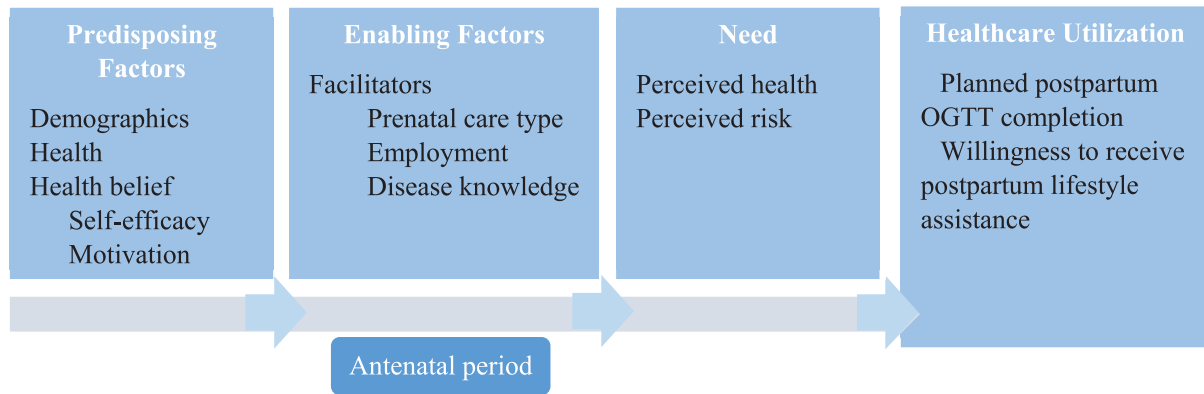 Predisposing
Factors
Demographics
Health
Health belief
Self-efficacy
Motivation
Enabling Factors
Facilitators
Prenatal care type
Employment
Disease knowledge
Need
Perceived health
Perceived risk
Healthcare Utilization
Planned postpartum
OGTT completion
Willingness to receive
postpartum lifestyle
assistance
Antenatal period